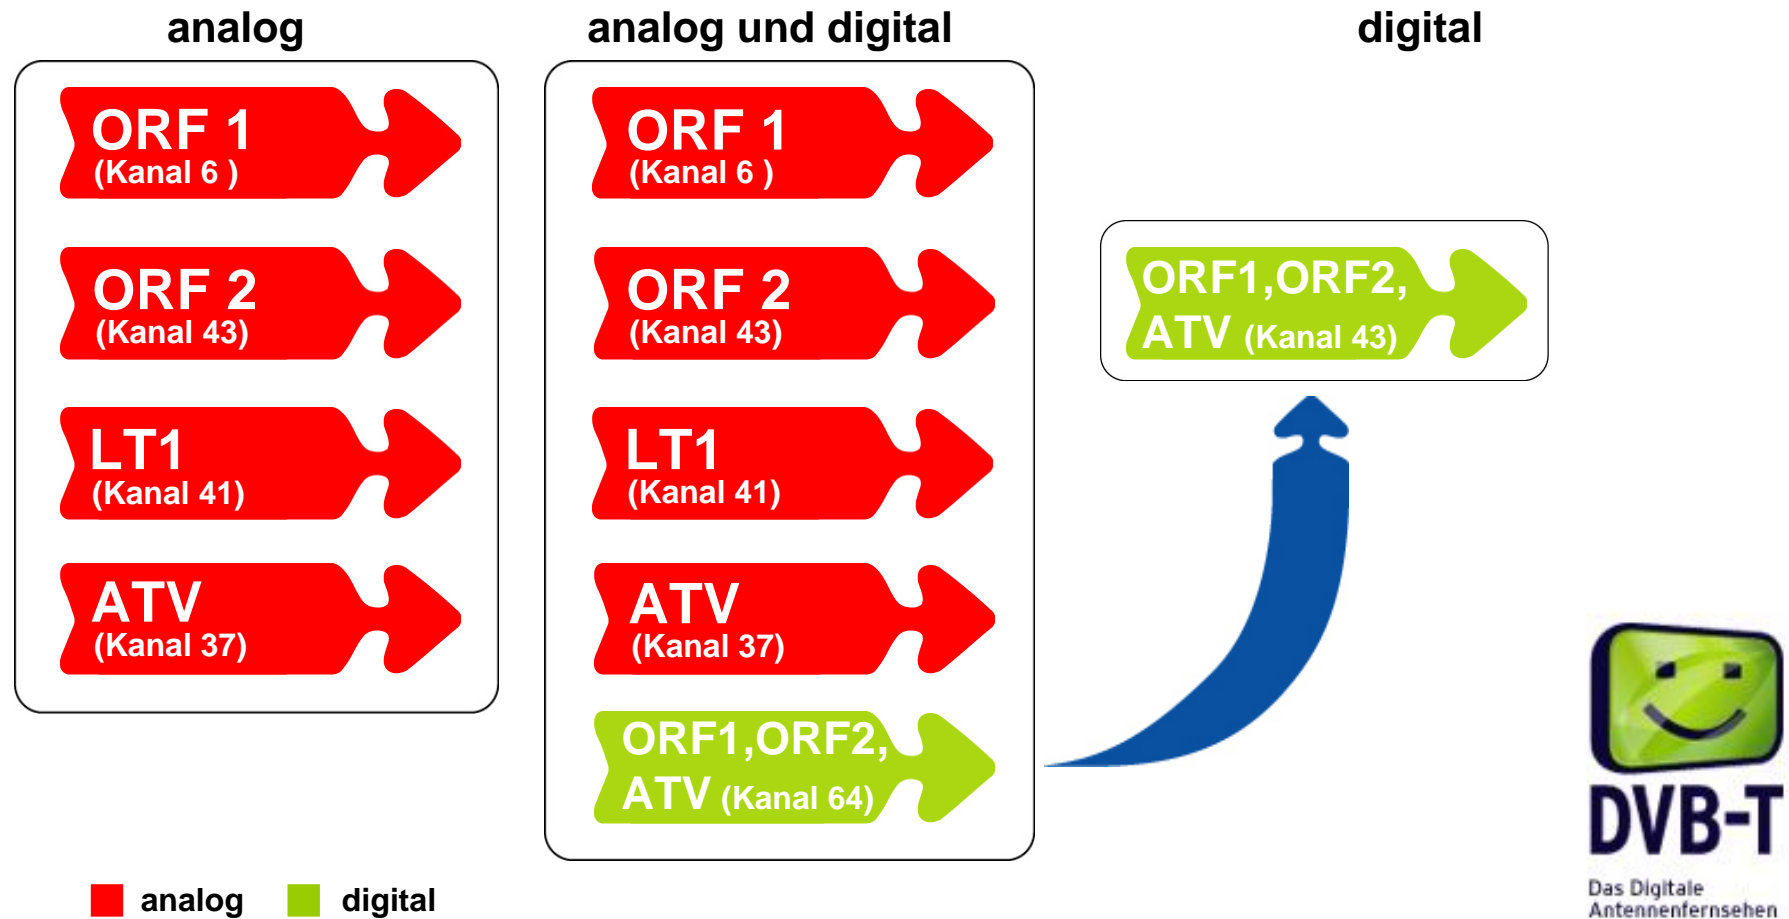 analog
ORF 1
(Kanal 6 )
ORF 2
(Kanal 43)
LT1
(Kanal 41)
ATV
(Kanal 37)
analog und digital
ORF 1
(Kanal 6 )
ORF 2
(Kanal 43)
LT1
(Kanal 41)
ATV
(Kanal 37)
ORF1,ORF2,
ATV (Kanal 64)
digital
ORF1,ORF2,
ATV (Kanal 43)
analog
digital
DVB-T
Das Digitale
Antennenfernsehen